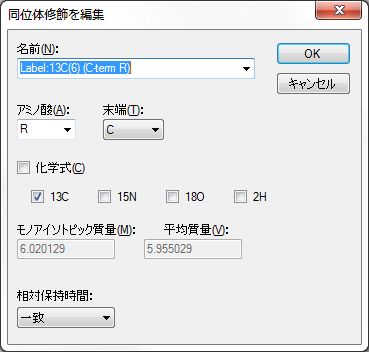 同位体修飾を編集
名前(N):
Label:13C(6) (C-term R)
OK
キャンセル
アミノ酸(A):
末端(T):
R
C
化学式(C)
13C
15N
18O
2H
モノアイソトピック質量(M):
平均質量(V):
6.020129
5.955029
相対保持時間:
一致